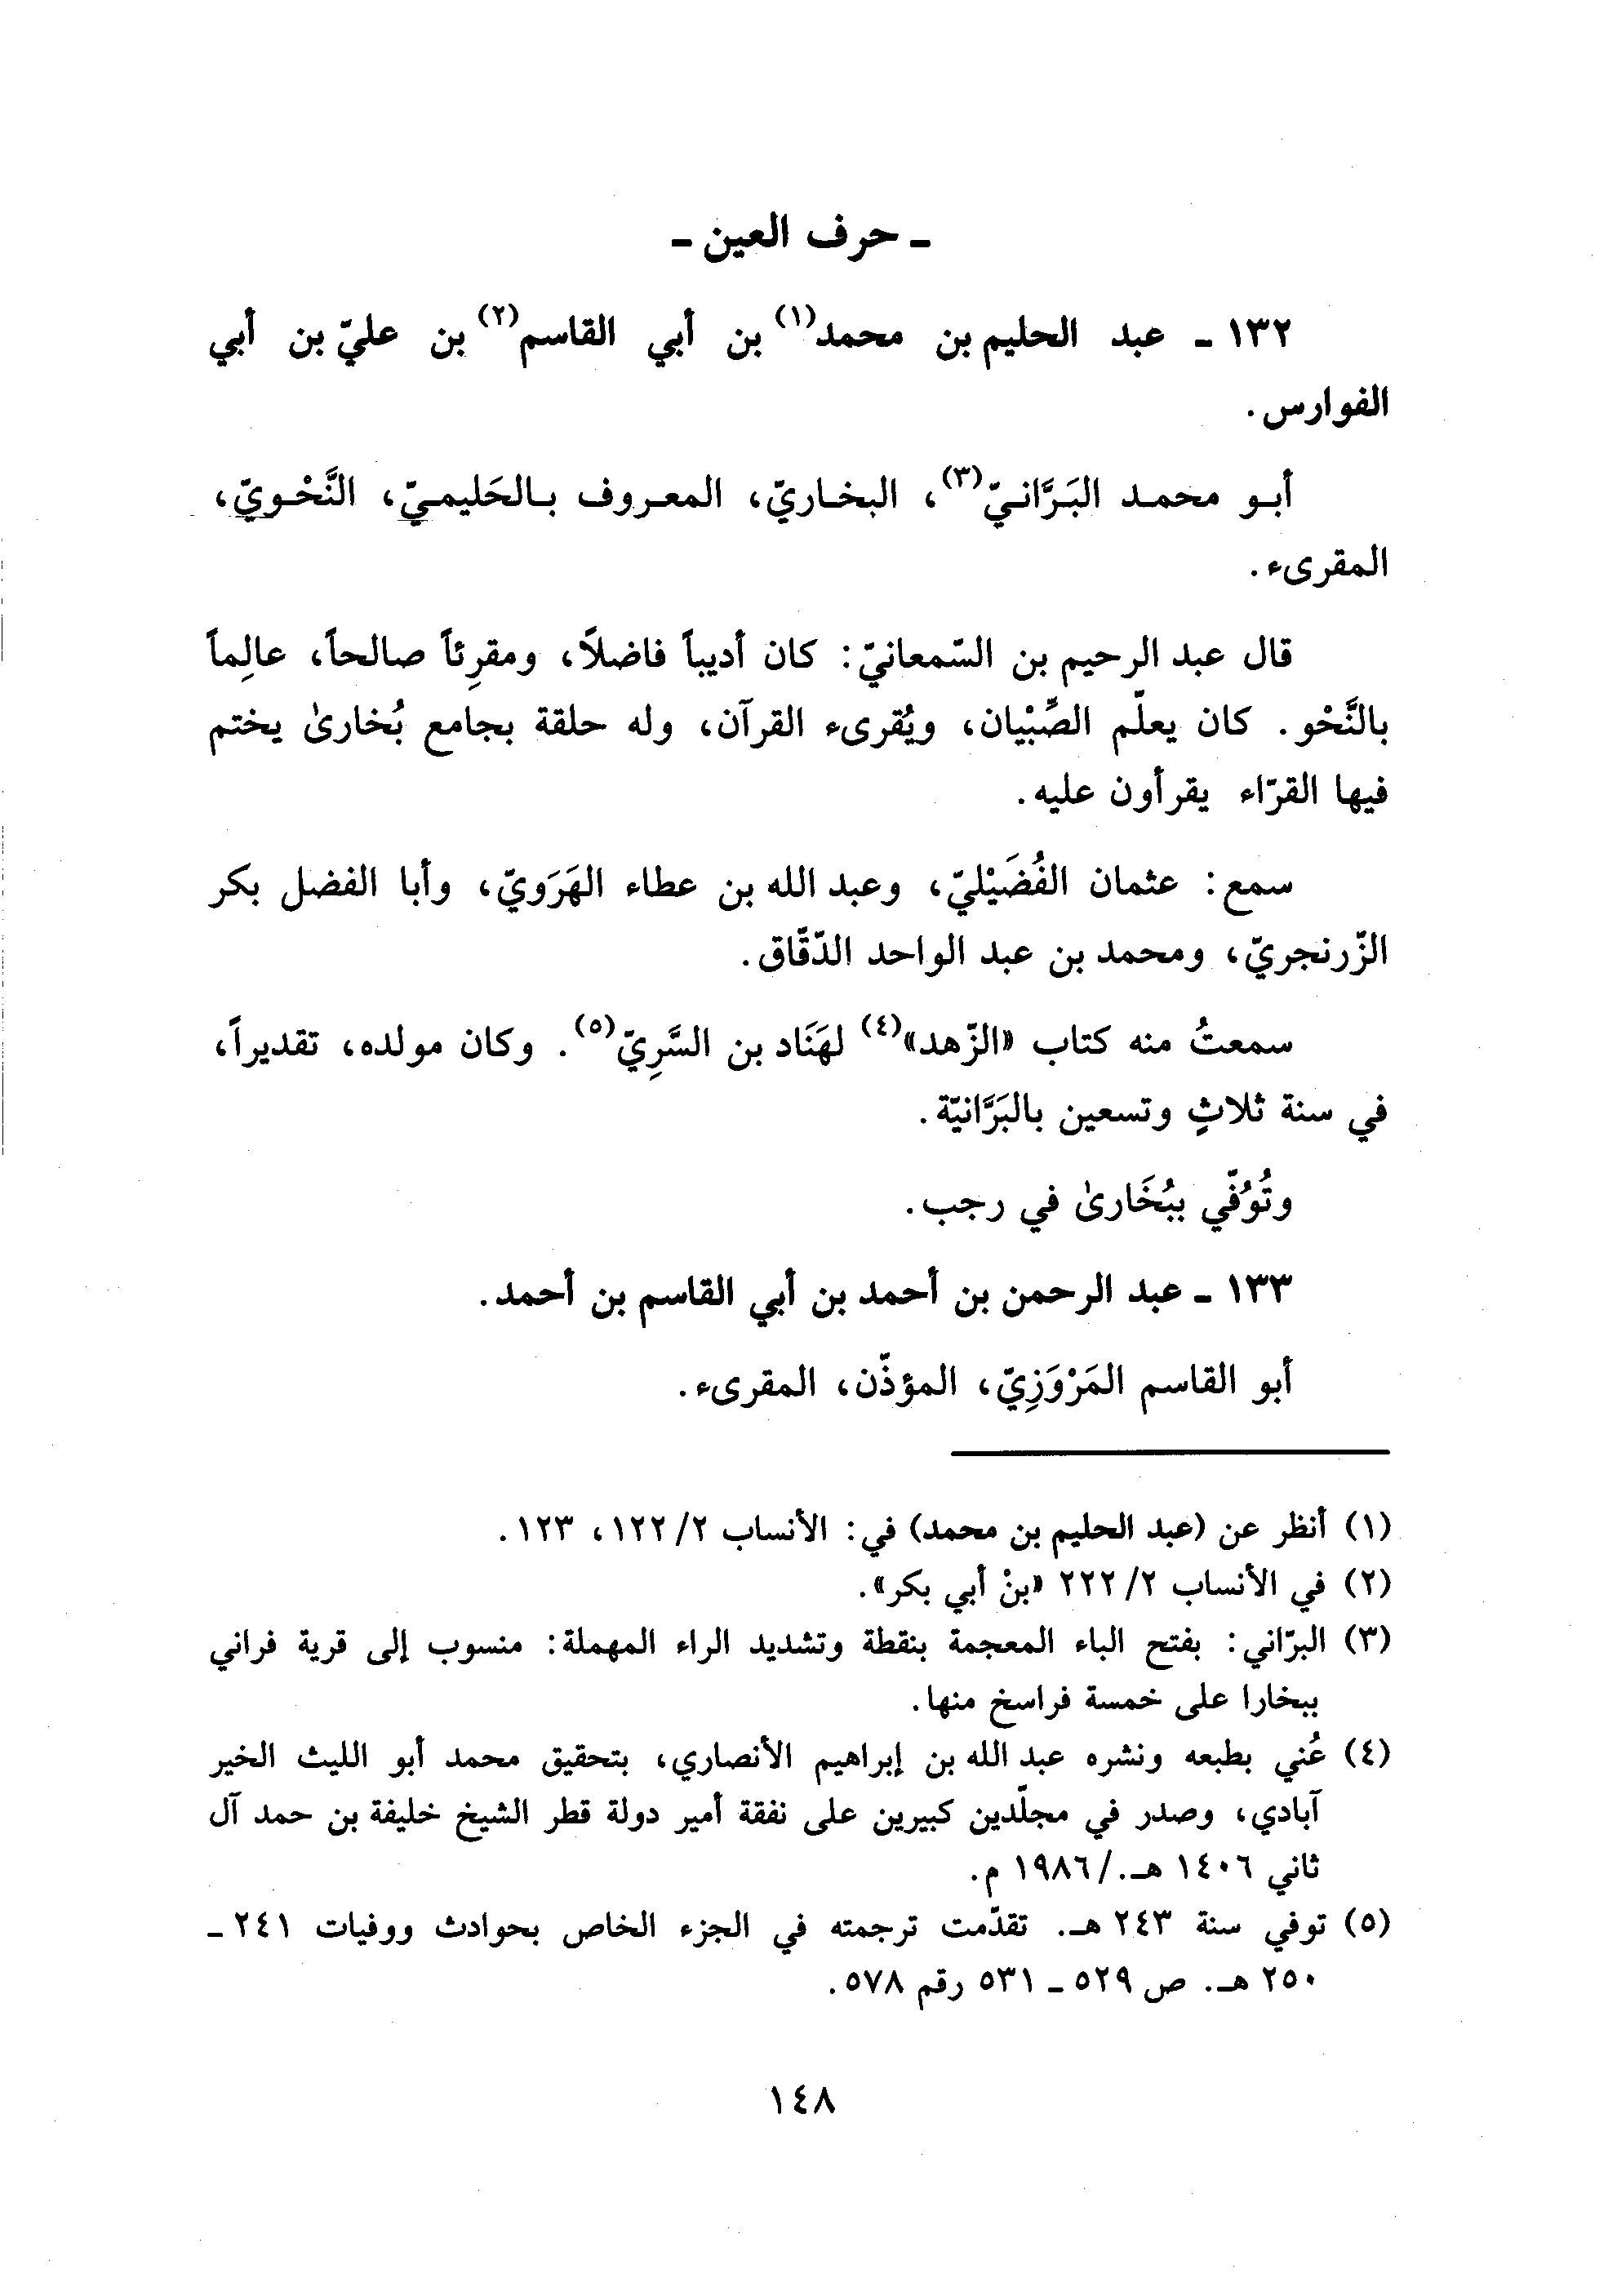 ـ حرف العين ـ
١٣٢ ـ عبد الحليم بن محمد(١) بن أبي القاسم(٢) بن عليّ بن أبي
الفوارس.
أبو محمد البَرَّانيّ(٣)، البخاريّ، المعروف بالحَليميّ، النَّحْويّ،
المقرىء.
قال عبد الرحيم بن السّمعانيّ: كان أديباً فاضلاً، ومقرِئاً صالحاً، عالِماً
بالنَّحْو. كان يعلّم الصِّبْيان، ويُقرىء القرآن، وله حلقة بجامع بُخارىٰ يختم
فيها القرّاء يقرأون عليه.
سمع: عثمان الفُضَيْليّ، وعبد الله بن عطاء الهَرَويّ، وأبا الفضل بكر
الزّرنجريّ، ومحمد بن عبد الواحد الدّقّاق.
سمعتُ منه كتاب «الزّهد»(٤) لهَنَاد بن السَّرِيّ(٥). وكان مولده، تقديراً،
في سنة ثلاثٍ وتسعين بالبَرَّانيّة.
وتُوُفّي ببُخَارىٰ في رجب.
١٣٣ ـ عبد الرحمن بن أحمد بن أبي القاسم بن أحمد.
أبو القاسم المَرْوَزِيّ، المؤذّن، المقرىء.
(١) أنظر عن (عبد الحليم بن محمد) في: الأنساب ٢/ ١٢٢، ١٢٣.
(٢) في الأنساب ٢/ ٢٢٢ «بنْ أبي بكر».
(٣) البرّاني: بفتح الباء المعجمة بنقطة وتشديد الراء المهملة: منسوب إلى قرية فراني
ببخارا على خمسة فراسخ منها.
(٤) عُني بطبعه ونشره عبد الله بن إبراهيم الأنصاري، بتحقيق محمد أبو الليث الخير
آبادي، وصدر في مجلّدين كبيرين على نفقة أمير دولة قطر الشيخ خليفة بن حمد آل
ثاني ١٤٠٦ هـ./١٩٨٦ م.
(٥) توفي سنة ٢٤٣ هـ. تقدّمت ترجمته في الجزء الخاص بحوادث ووفيات ٢٤١ ـ
٢٥٠ هـ. ص ٥٢٩ ـ ٥٣١ رقم ٥٧٨.
١٤٨